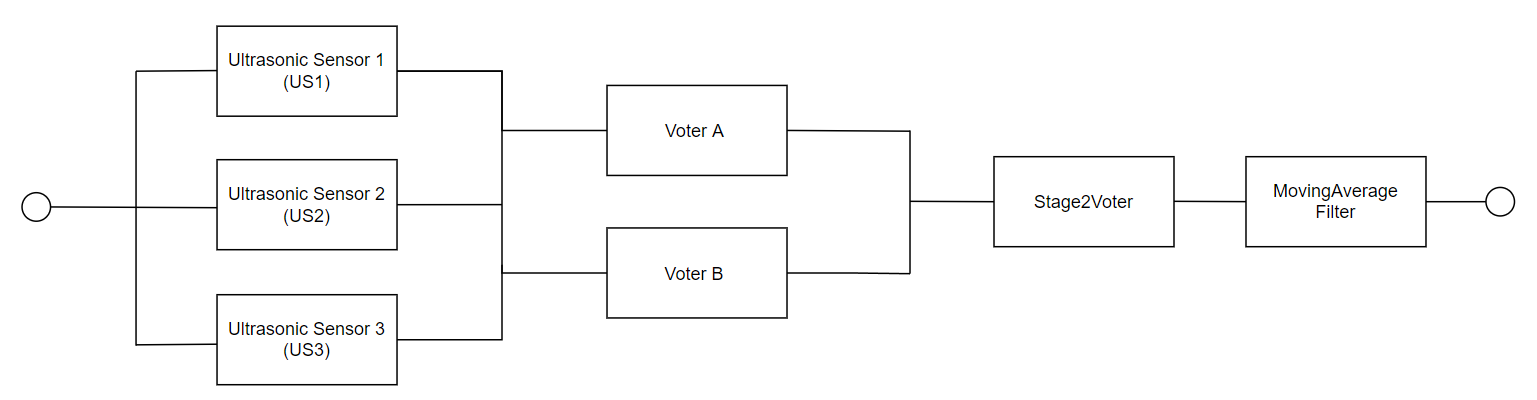 Ultrasonic Sensor 1
(US1)
Ultrasonic Sensor 2
(US2)
Ultrasonic Sensor 3
(US3)
Voter A
Voter B
Stage2Voter
MovingAverage
Filter